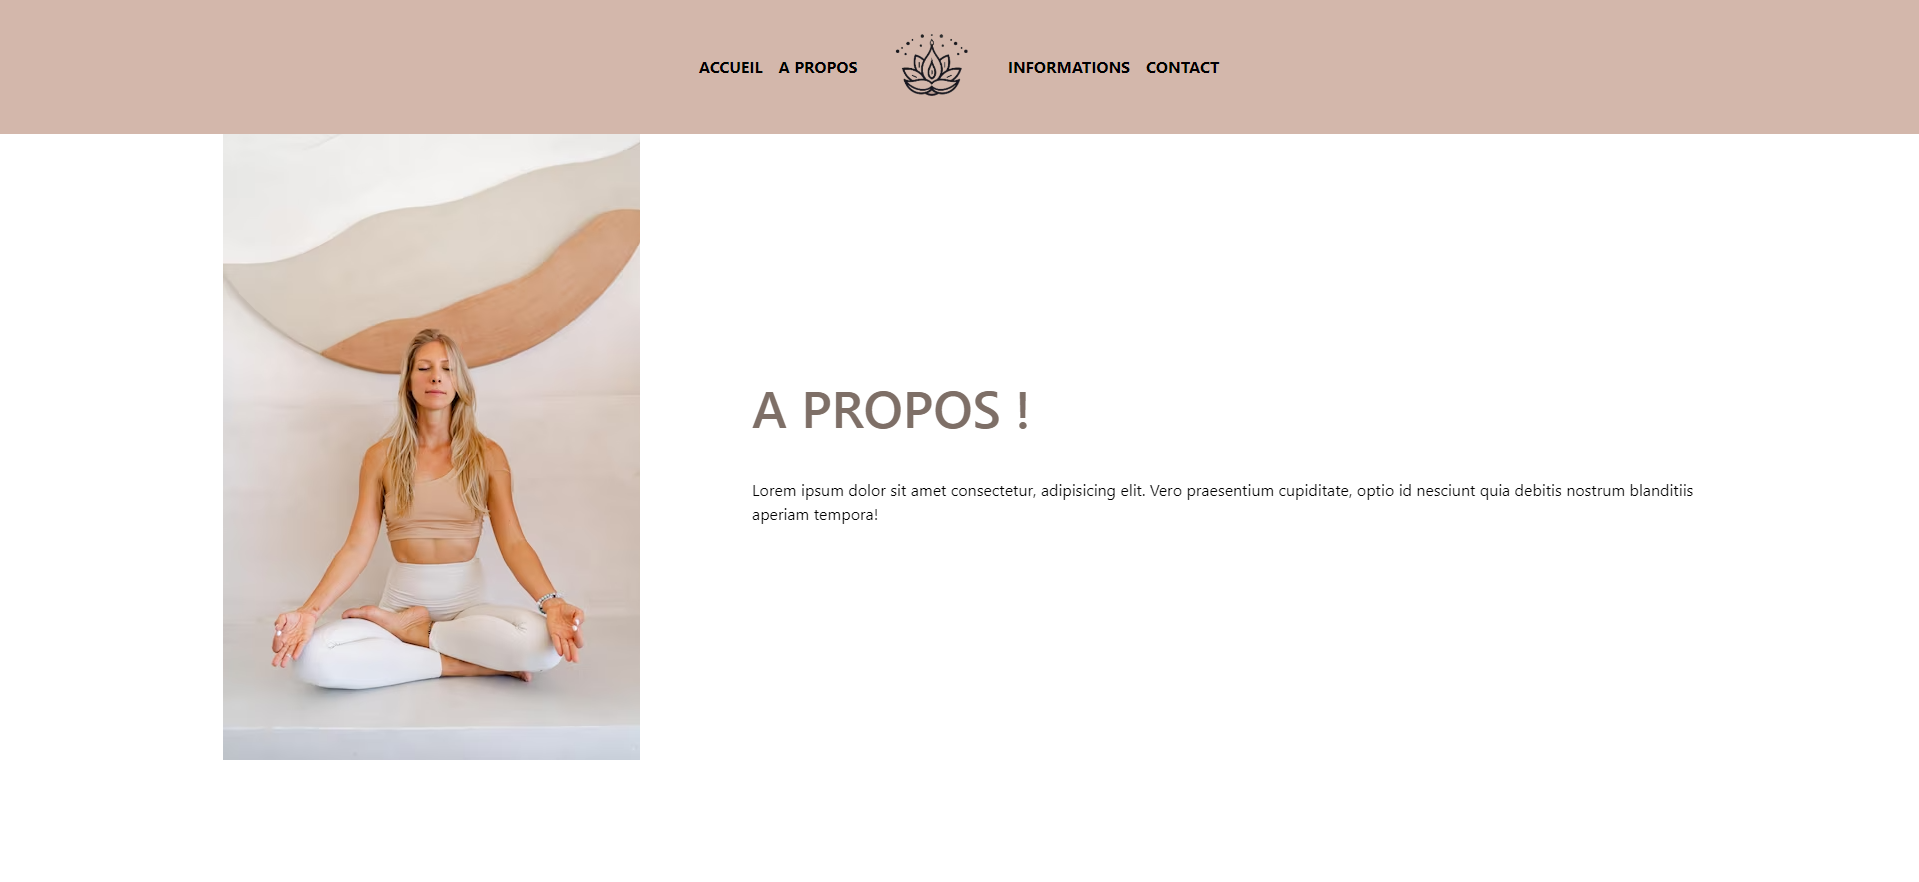 ACCUEIL A PROPOS INFORMATIONS CONTACT
A PROPOS !
Lorem ipsum dolor sit amet consectetur, adipisicing elit. Vero praesentium cupiditate, optio id nesciunt quia debitis nostrum blanditiis
aperiam tempora!